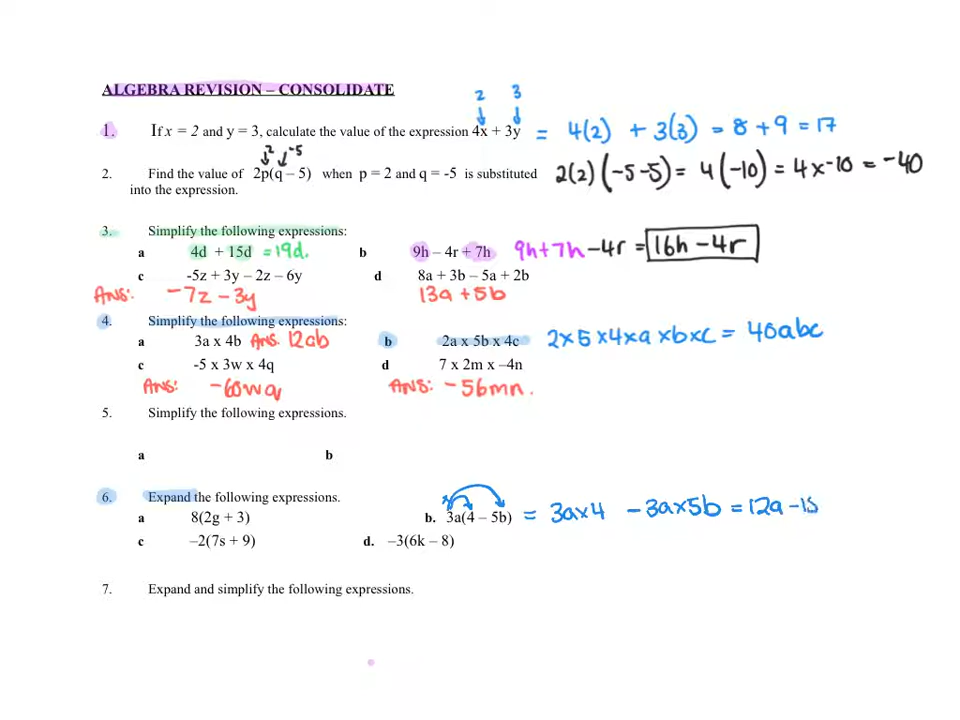 ALGEBRA REVISION – CONSOLIDATE
2 3
1. If x = 2 and y = 3, calculate the value of the expression 4x + 3y = 4(2) + 3(3) = 8 + 9 = 17
2 -5
2. Find the value of 2p(q – 5) when p = 2 and q = -5 is substituted 2(2)(-5-5) = 4(-10) = 4x-10 = -40
into the expression.
3. Simplify the following expressions:
a 4d + 15d = 19d. b 9h – 4r + 7h 9h+7h-4r = 16h - 4r
c -5z + 3y – 2z – 6y d 8a + 3b – 5a + 2b
Ans: -7z - 3y 13a + 5b
4. Simplify the following expressions:
a 3a x 4b Ans. 12ab b 2a x 5b x 4c 2x5x4xaxbxc = 40abc
c -5 x 3w x 4q d 7 x 2m x –4n
Ans: -60wq Ans: -56mn.
5. Simplify the following expressions.
a b
6. Expand the following expressions.
a 8(2g + 3) b. 3a(4 – 5b) = 3ax4 - 3ax5b = 12a - 15
c –2(7s + 9) d. –3(6k – 8)
7. Expand and simplify the following expressions.